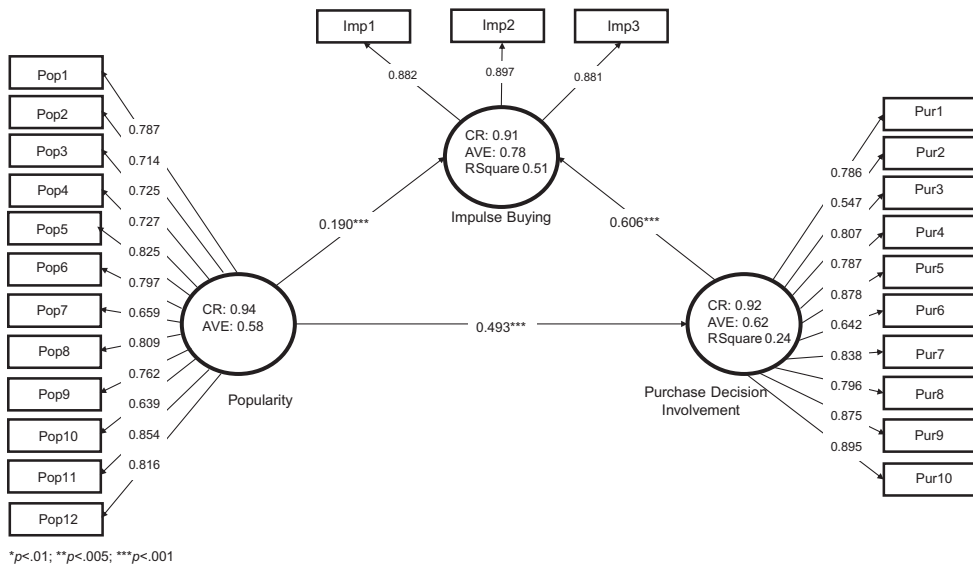 Imp1
Imp2
Imp3
0.882
0.897
0.881
CR: 0.91
AVE: 0.78
RSquare 0.51
Impulse Buying
Pop1
Pop2
Pop3
Pop4
Pop5
Pop6
Pop7
Pop8
Pop9
Pop10
Pop11
Pop12
0.787
0.714
0.725
0.727
0.825
0.797
0.659
0.809
0.762
0.639
0.854
0.816
CR: 0.94
AVE: 0.58
Popularity
0.190***
0.606***
0.493***
CR: 0.92
AVE: 0.62
RSquare 0.24
Purchase Decision
Involvement
0.786
0.547
0.807
0.787
0.878
0.642
0.838
0.796
0.875
0.895
Pur1
Pur2
Pur3
Pur4
Pur5
Pur6
Pur7
Pur8
Pur9
Pur10
*p<.01; **p<.005; ***p<.001